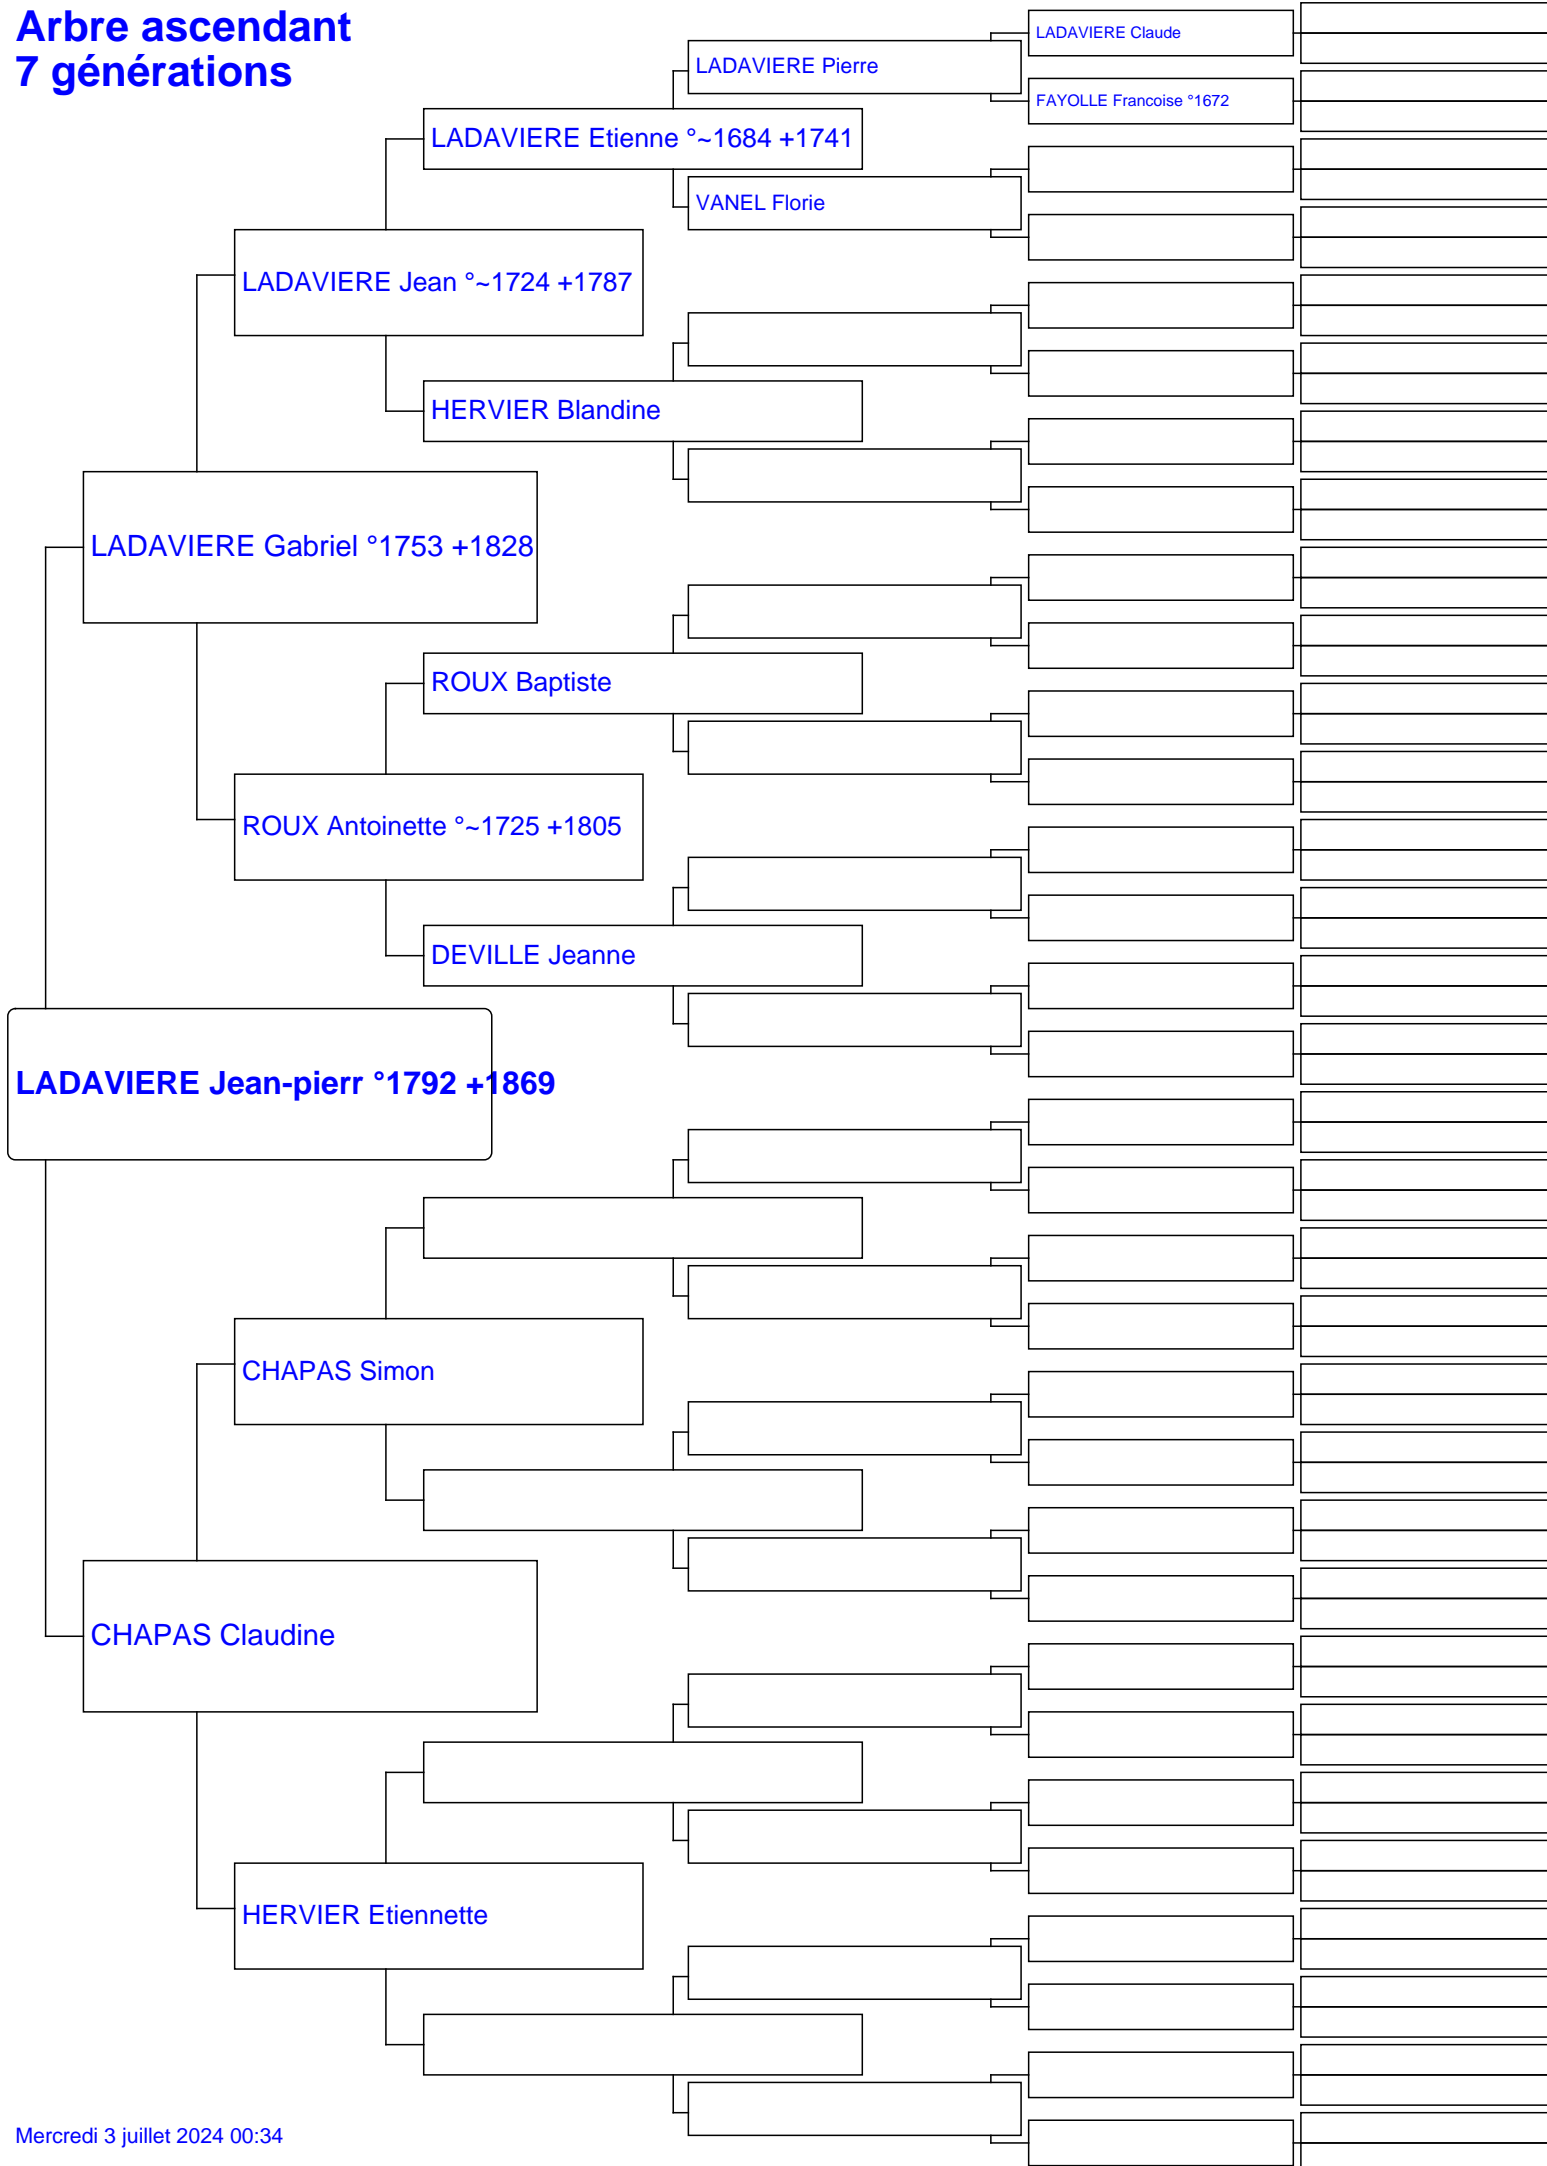 Arbre ascendant
7 générations
LADAVIERE Claude
LADAVIERE Pierre
FAYOLLE Francoise °1672
LADAVIERE Etienne °~1684 +1741
VANEL Florie
LADAVIERE Jean °~1724 +1787
HERVIER Blandine
LADAVIERE Gabriel °1753 +1828
ROUX Baptiste
ROUX Antoinette °~1725 +1805
DEVILLE Jeanne
LADAVIERE Jean-pierr °1792 +1869
CHAPAS Simon
CHAPAS Claudine
HERVIER Etiennette
Mercredi 3 juillet 2024 00:34